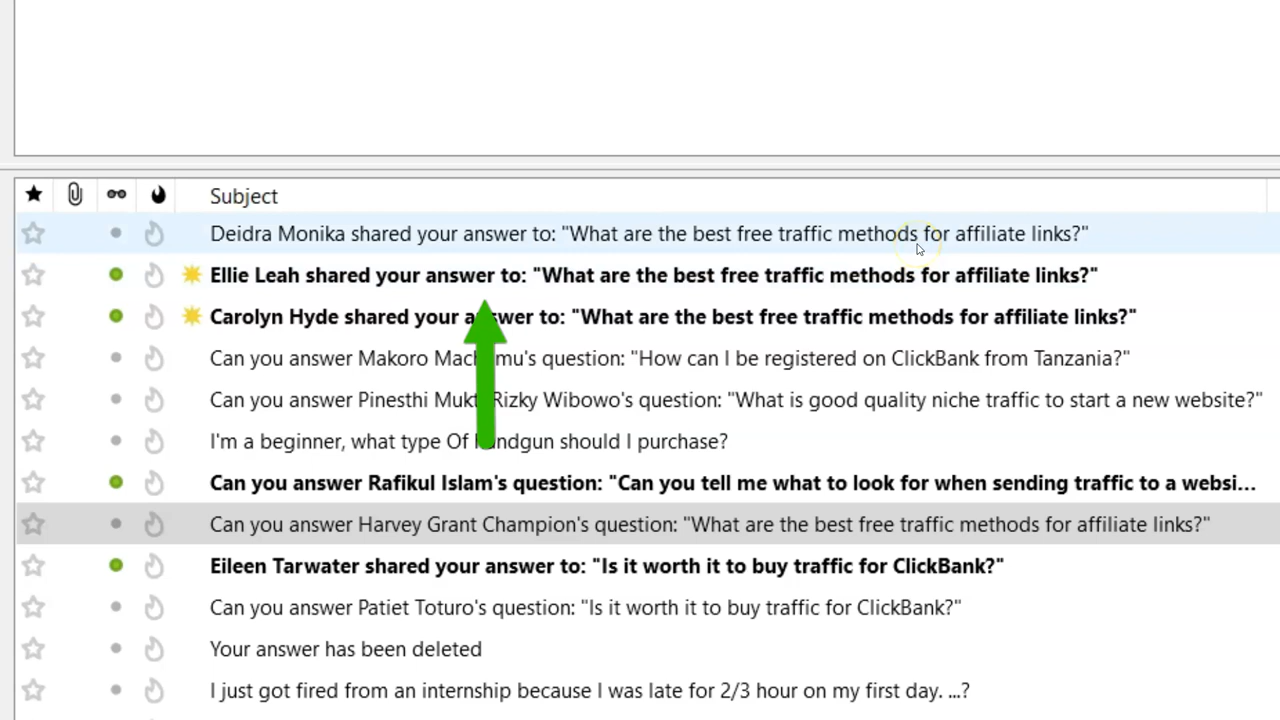 Subject
Deidra Monika shared your answer to: "What are the best free traffic methods for affiliate links?"
Ellie Leah shared your answer to: "What are the best free traffic methods for affiliate links?"
Carolyn Hyde shared your answer to: "What are the best free traffic methods for affiliate links?"
Can you answer Makoro question: "How can I be registered on ClickBank from Tanzania?"
Can you answer Pinesthi Rizky Wibowo's question: "What is good quality niche traffic to start a new website?"
I'm a beginner, what type Of handgun should I purchase?
Can you answer Rafikul Islam's question: "Can you tell me what to look for when sending traffic to a websi...
Can you answer Harvey Grant Champion's question: "What are the best free traffic methods for affiliate links?"
Eileen Tarwater shared your answer to: "Is it worth it to buy traffic for ClickBank?"
Can you answer Patiet Toturo's question: "Is it worth it to buy traffic for ClickBank?"
Your answer has been deleted
I just got fired from an internship because I was late for 2/3 hour on my first day. ...?